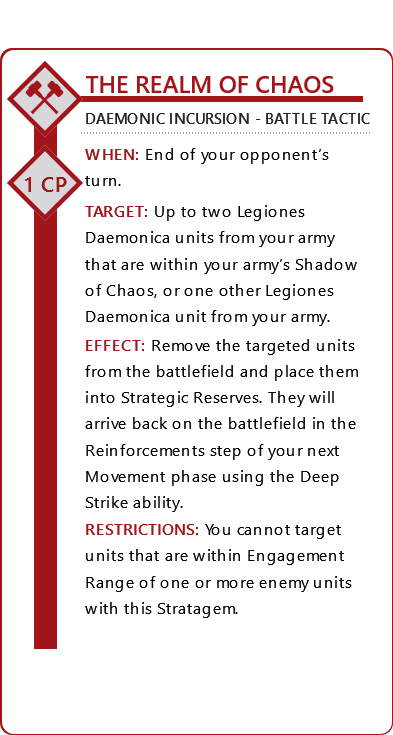 THE REALM OF CHAOS
DAEMONIC INCURSION - BATTLE TACTIC
1 CP
WHEN: End of your opponent’s
turn.
TARGET: Up to two Legiones
Daemonica units from your army
that are within your army’s Shadow
of Chaos, or one other Legiones
Daemonica unit from your army.
EFFECT: Remove the targeted units
from the battlefield and place them
into Strategic Reserves. They will
arrive back on the battlefield in the
Reinforcements step of your next
Movement phase using the Deep
Strike ability.
RESTRICTIONS: You cannot target
units that are within Engagement
Range of one or more enemy units
with this Stratagem.